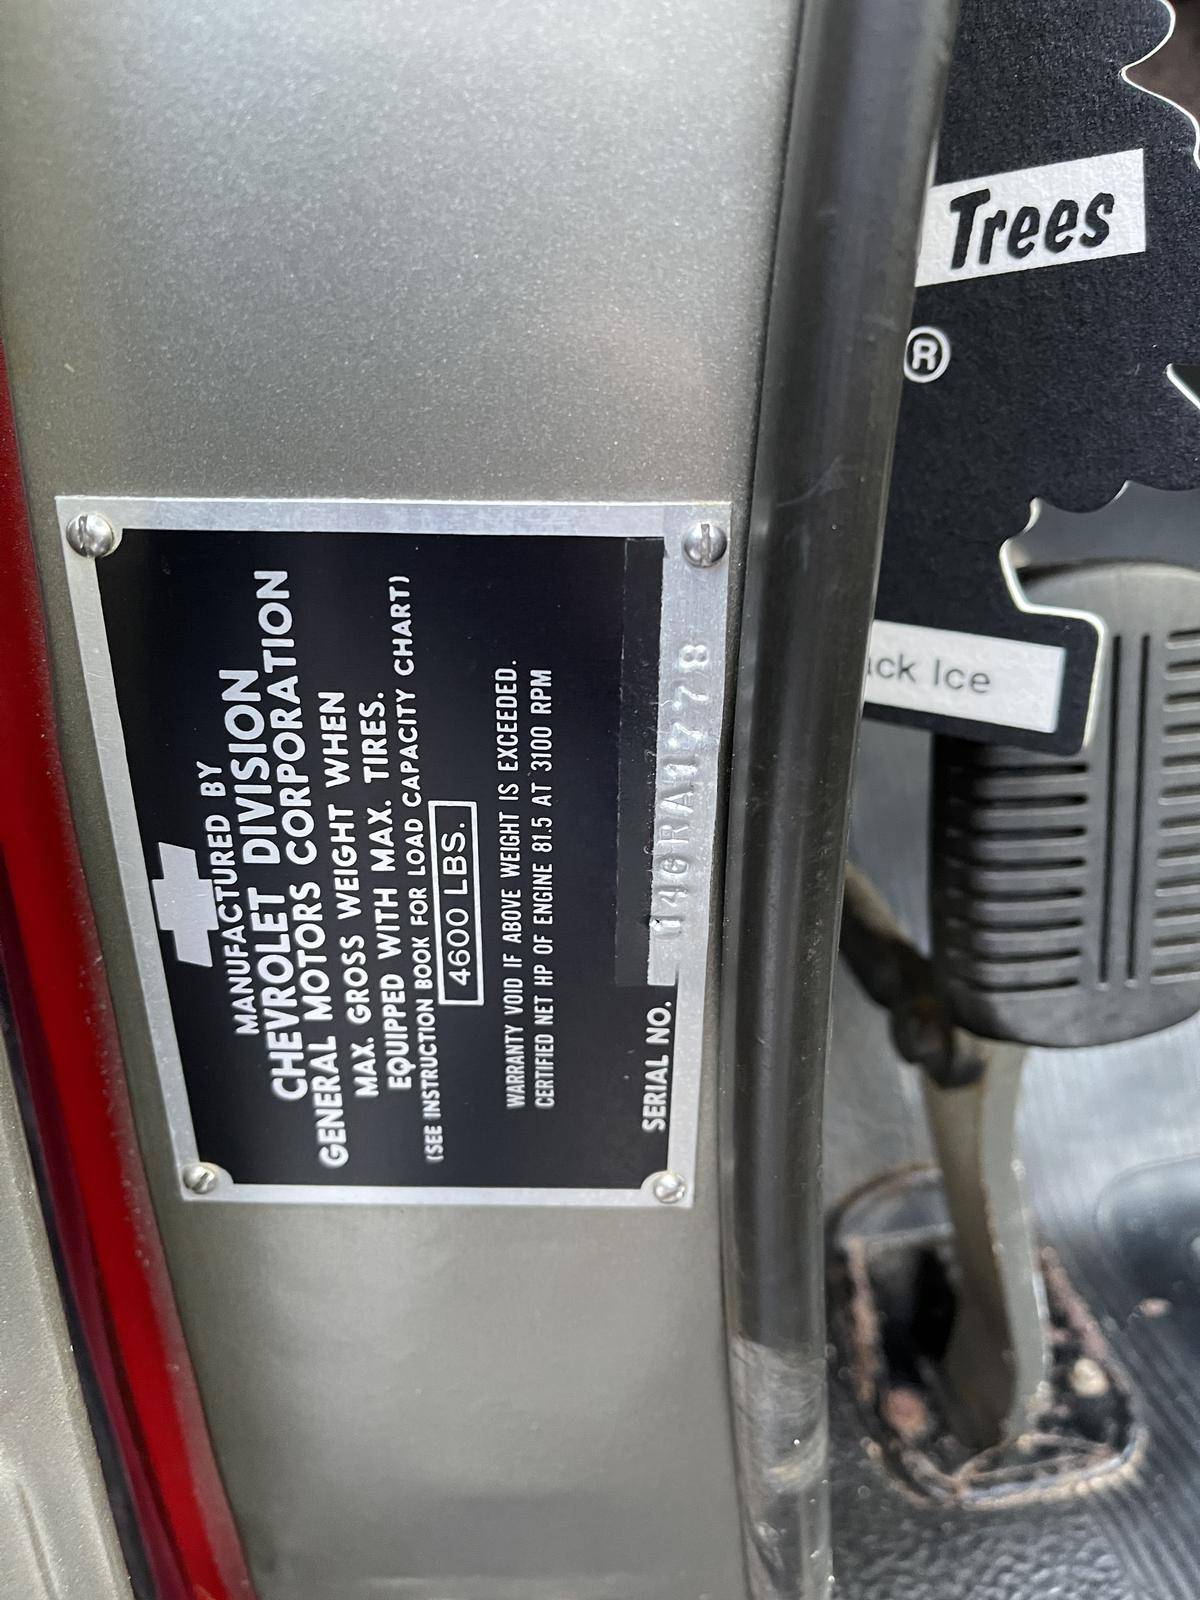 MANUFACTURED BY
CHEVROLET DIVISION
GENERAL MOTORS CORPORATION
MAX. GROSS WEIGHT WHEN
EQUIPPED WITH MAX. TIRES.
(SEE INSTRUCTION BOOK FOR LOAD CAPACITY CHART)
4600 LBS.
WARRANTY VOID IF ABOVE WEIGHT IS EXCEEDED.
CERTIFIED NET HP OF ENGINE 81.5 AT 3100 RPM
SERIAL NO.
Trees
®
Ice